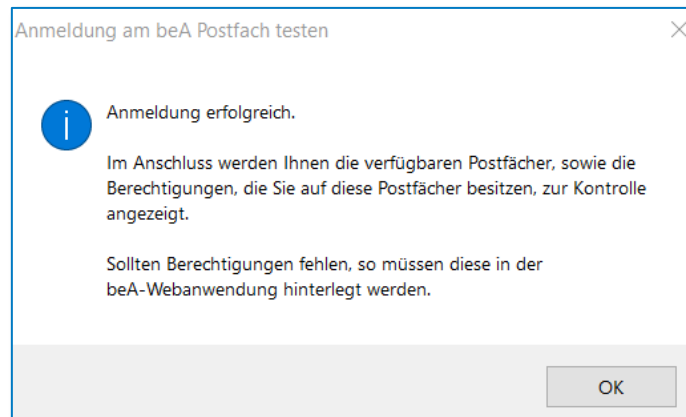 Anmeldung am beA Postfach testen
Anmeldung erfolgreich.
Im Anschluss werden Ihnen die verfügbaren Postfächer, sowie die
Berechtigungen, die Sie auf diese Postfächer besitzen, zur Kontrolle
angezeigt.
Sollten Berechtigungen fehlen, so müssen diese in der
beA-Webanwendung hinterlegt werden.
OK